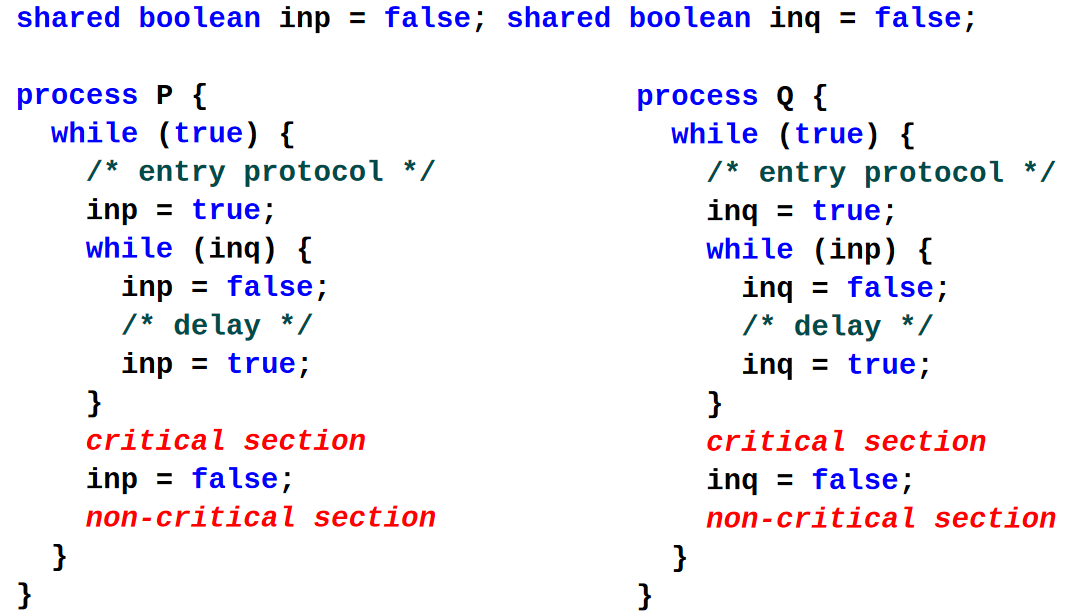 shared boolean inp = false; shared boolean inq = false;
process P {
  while (true) {
    /* entry protocol */
    inp = true;
    while (inq) {
      inp = false;
      /* delay */
      inp = true;
    }
    critical section
    inp = false;
    non-critical section
  }
}
process Q {
  while (true) {
    /* entry protocol */
    inq = true;
    while (inp) {
      inq = false;
      /* delay */
      inq = true;
    }
    critical section
    inq = false;
    non-critical section
  }
}